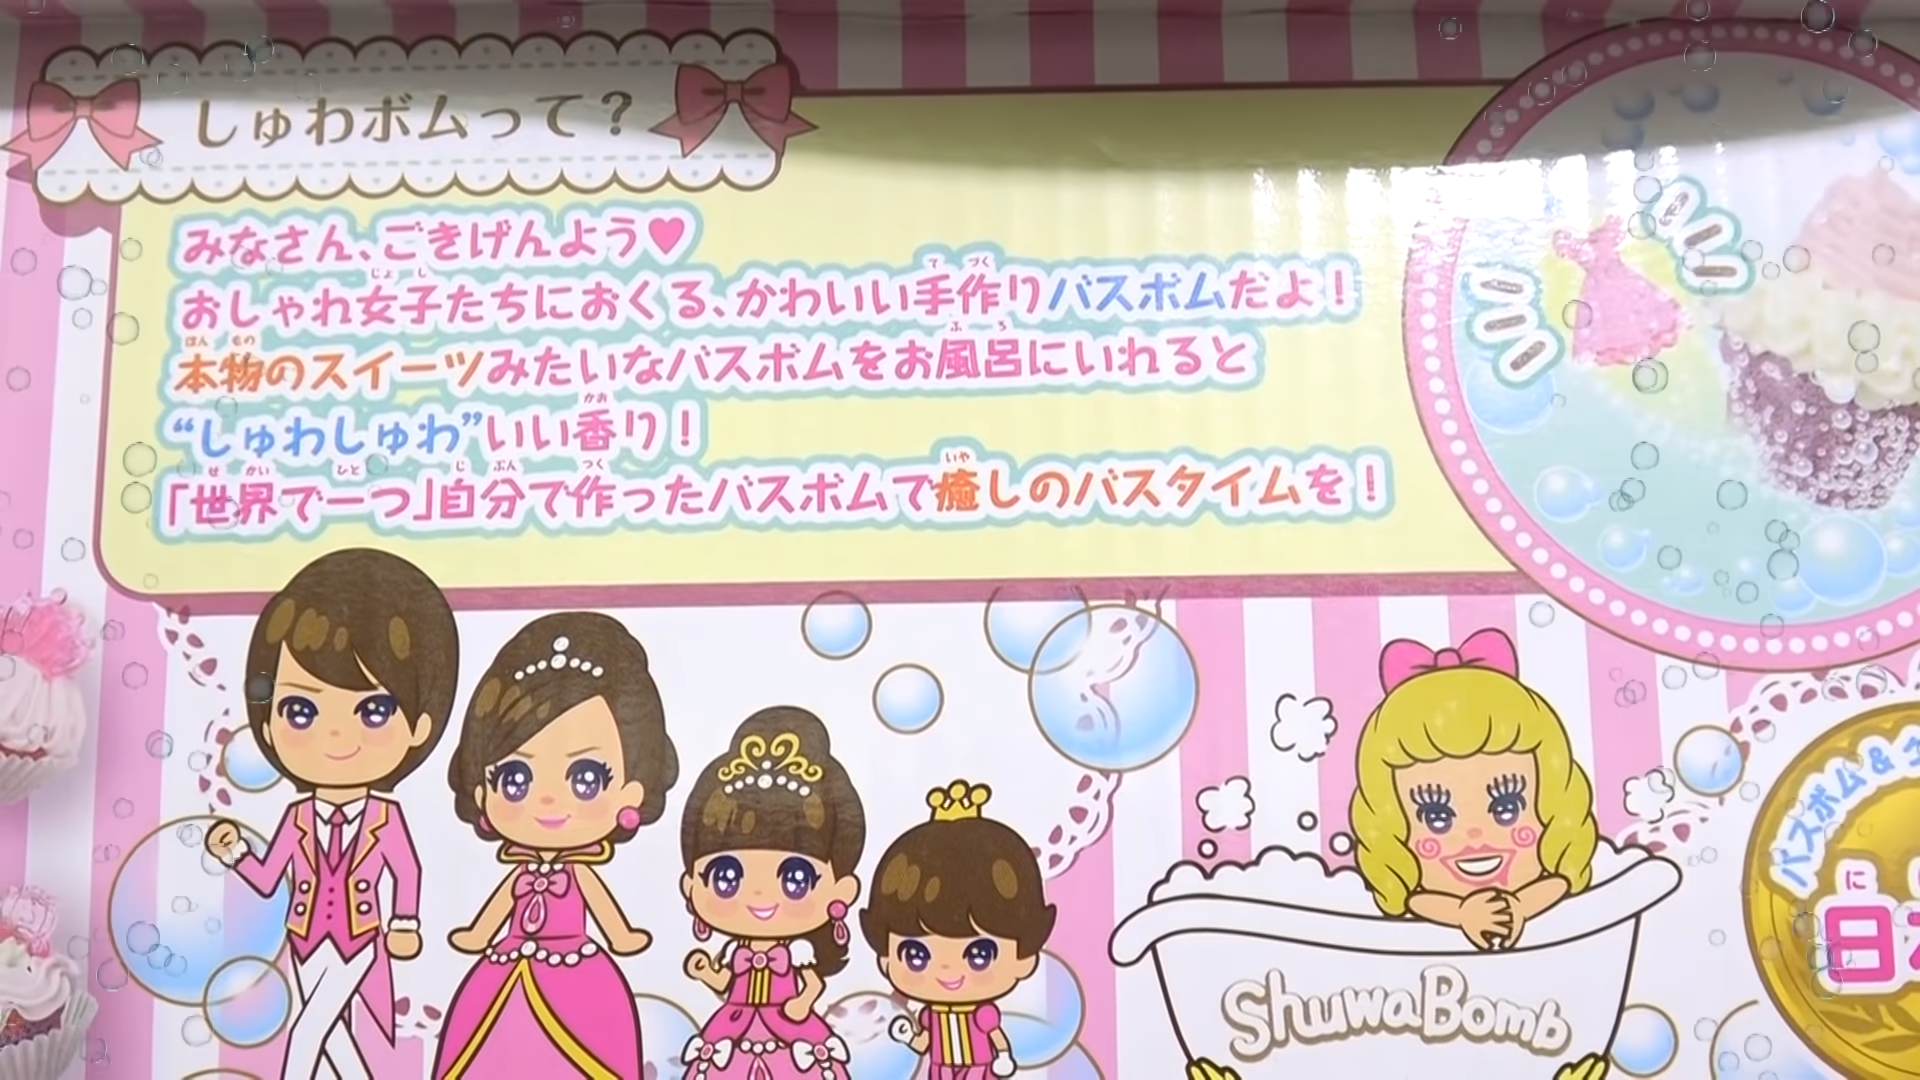 しゅわボムって？
みなさん、ごきげんよう♥
おしゃれ女子たちにおくる、かわいい手作りバスボムだよ！
本物のスイーツみたいなバスボムをお風呂にいれると
“しゅわしゅわ”いい香り！
「世界で一つ」自分で作ったバスボムで癒しのバスタイムを！
バスボム&
日
ShuwaBomb